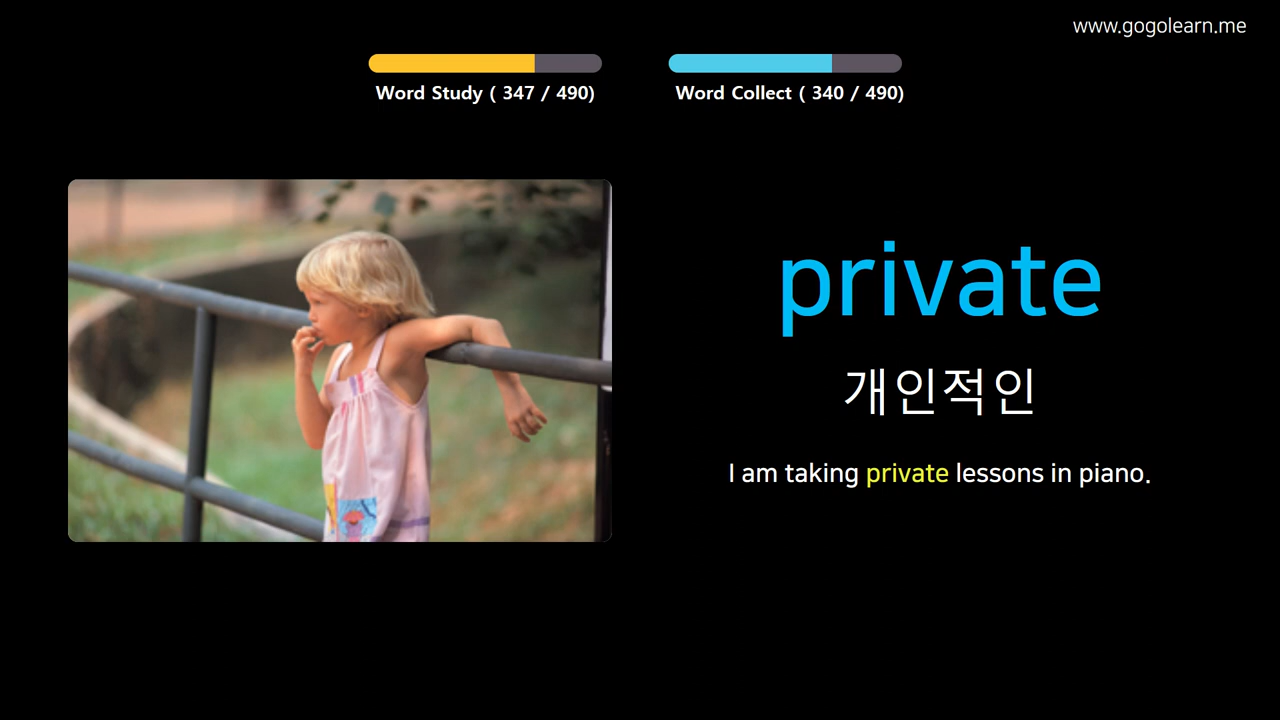 www.gogolearn.me
Word Study ( 347 / 490)
Word Collect ( 340 / 490)
private
개인적인
I am taking private lessons in piano.